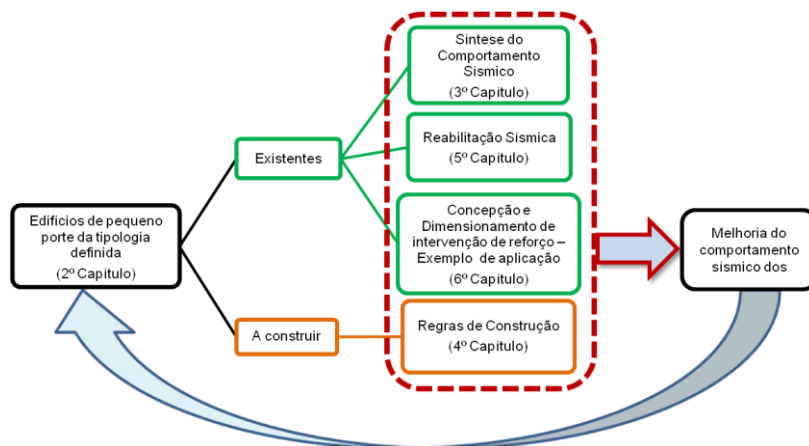 Edificios de pequeno
porte da tipologia
definida
(2º Capítulo)
Existentes
A construir
Síntese do
Comportamento
Sísmico
(3º Capítulo)
Reabilitação Sísmica
(5º Capítulo)
Concepção e
Dimensionamento de
intervenção de reforço –
Exemplo de aplicação
(6º Capítulo)
Regras de Construção
(4º Capítulo)
Melhoria do
comportamento
sísmico dos